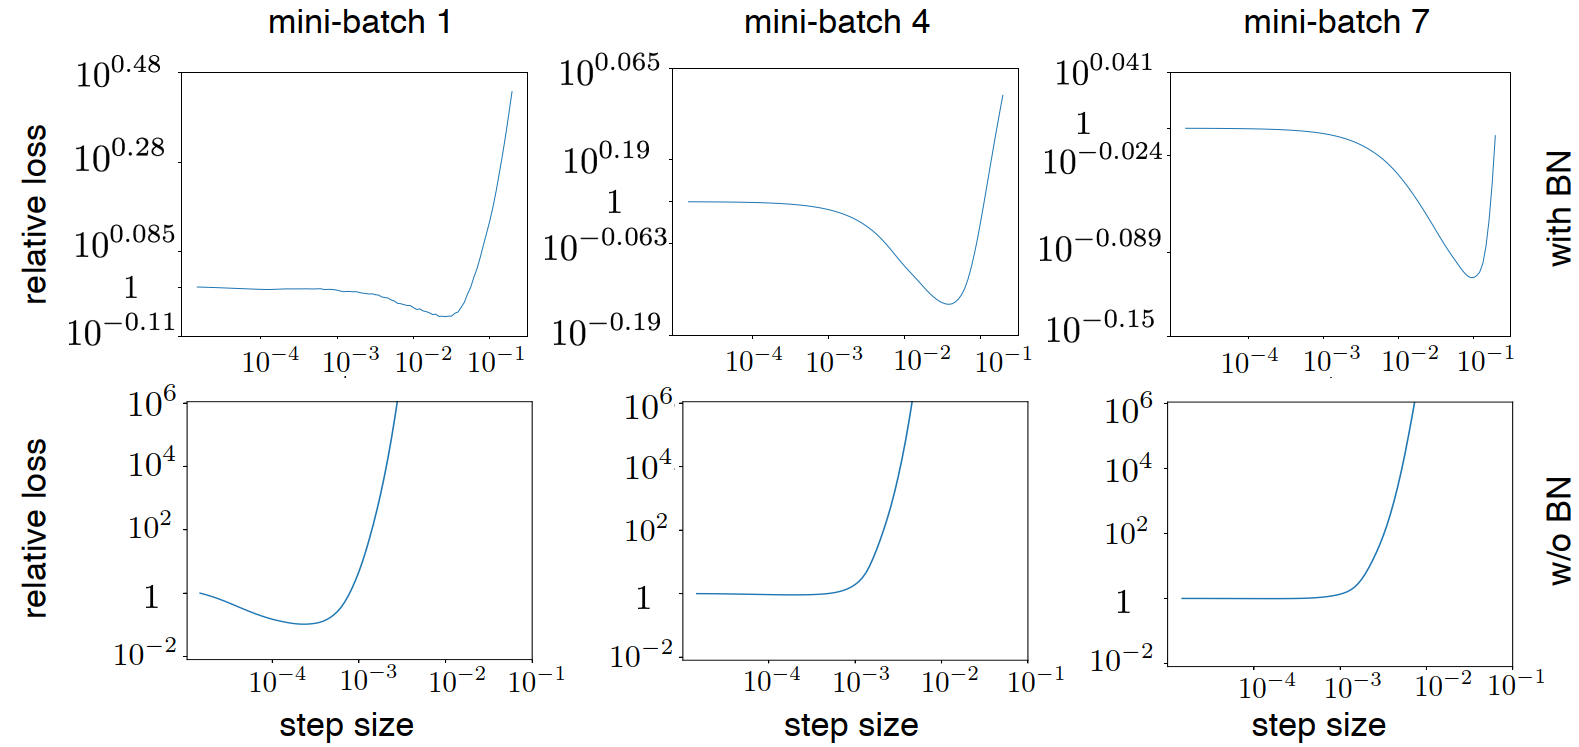 mini-batch 1
mini-batch 4
mini-batch 7
relative loss
10^0.48
10^0.28
10^0.085
1
10^-0.11
10^-4 10^-3 10^-2 10^-1
10^0.065
10^0.19
1
10^-0.063
10^-0.19
10^-4 10^-3 10^-2 10^-1
10^0.041
1
10^-0.024
10^-0.089
10^-0.15
10^-4 10^-3 10^-2 10^-1
with BN
relative loss
10^6
10^4
10^2
1
10^-2
10^-4 10^-3 10^-2 10^-1
step size
10^6
10^4
10^2
1
10^-2
10^-4 10^-3 10^-2 10^-1
step size
10^6
10^4
10^2
1
10^-2
10^-4 10^-3 10^-2 10^-1
step size
w/o BN